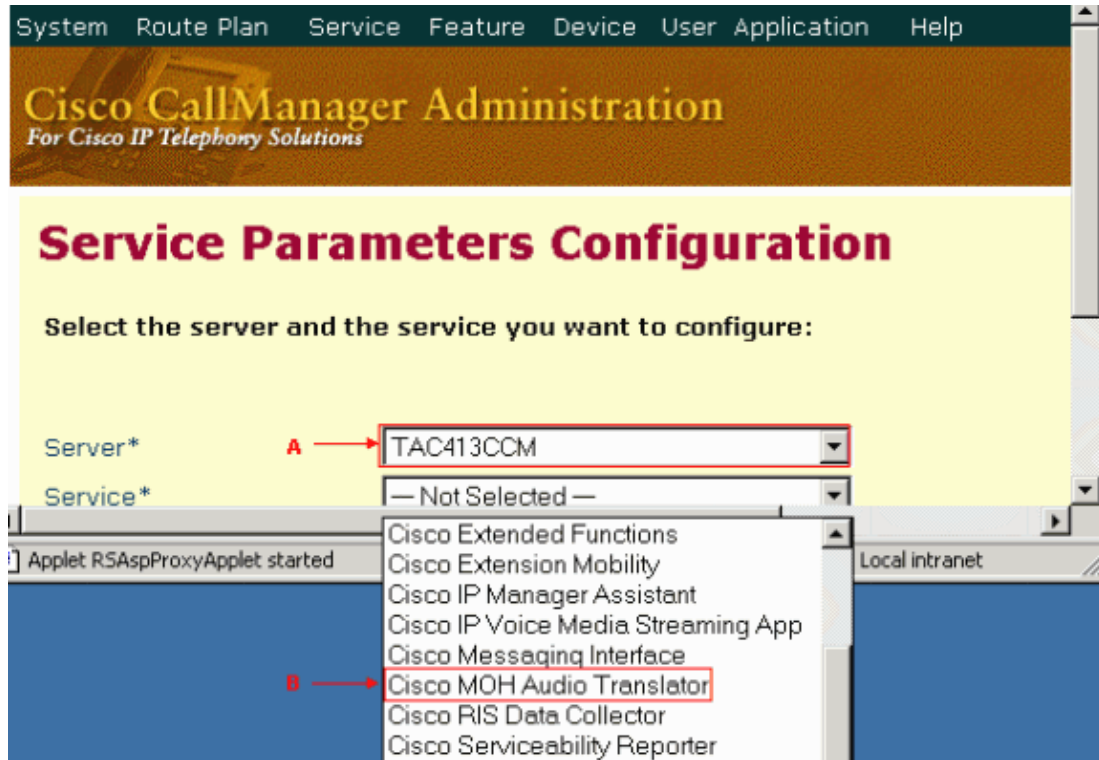 System Route Plan Service Feature Device User Application Help
Cisco CallManager Administration
For Cisco IP Telephony Solutions
Service Parameters Configuration
Select the server and the service you want to configure:
Server* A TAC413CCM
Service* — Not Selected —
Applet RSAspProxyApplet started Local intranet
Cisco Extended Functions
Cisco Extension Mobility
Cisco IP Manager Assistant
Cisco IP Voice Media Streaming App
Cisco Messaging Interface
B Cisco MOH Audio Translator
Cisco RIS Data Collector
Cisco Serviceability Reporter